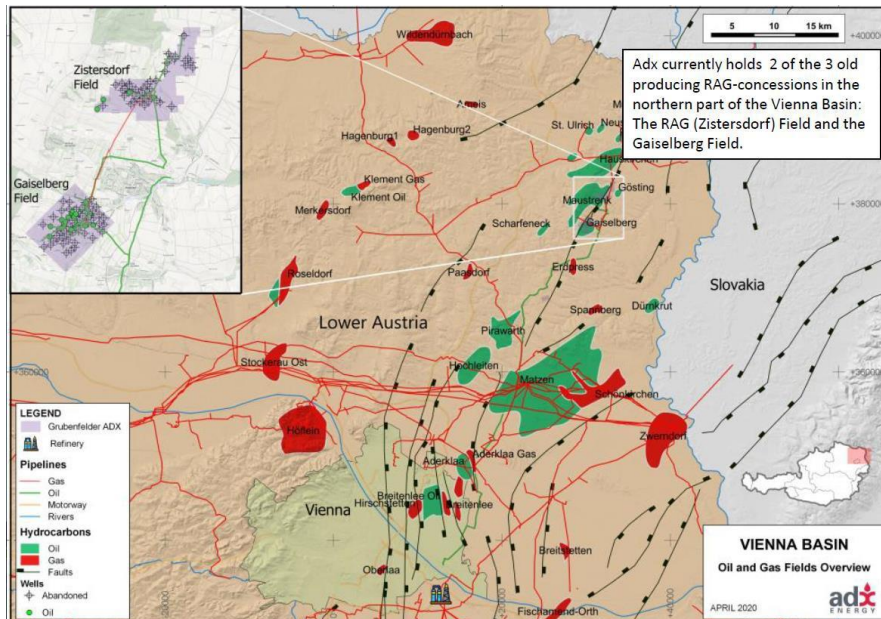 Zistersdorf
Field
Gaiselberg
Field
Wildendürnbach
5 10 15 km
Adx currently holds 2 of the 3 old
producing RAG-concessions in the
northern part of the Vienna Basin:
The RAG (Zistersdorf) Field and the
Gaiselberg Field.
+400000
Ameis
St. Ulrich
Hagenburg1
Hagenburg2
Klement Gas
Klement Oil
Gösting
Maustrenk
Merkersdorf
Scharfeneck
Gaiselberg
+380000
Roseldorf
Paasdorf
Erdpress
Slovakia
Spannberg
Dürnkrut
Lower Austria
Pirawarth
Stockerau Ost
Hochleiten
+360000
Matzen
Schönkirchen
Höflein
Zwerndorf
Aderklaa
Aderklaa Gas
Breitenlee Oil
Vienna
Hirschstetten
Breitenlee
Breitstetten
Oberlaa
Fischamend-Orth
LEGEND
Grubenfelder ADX
Refinery
Pipelines
Gas
Oil
Motorway
Rivers
Hydrocarbons
Oil
Gas
Faults
Wells
Abandoned
Oil
VIENNA BASIN
Oil and Gas Fields Overview
APRIL 2020
adx
ENERGY